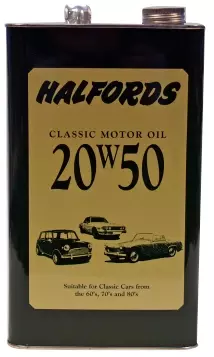 HALFORDS
CLASSIC MOTOR OIL
20W50
Suitable for Classic Cars from
the 60's, 70's and 80's